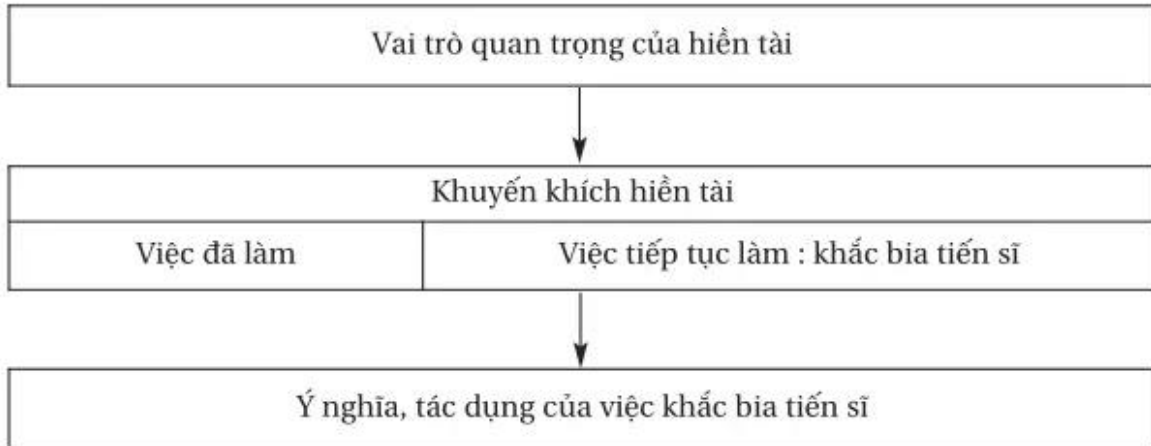 Vai trò quan trọng của hiền tài
Khuyến khích hiền tài
Việc đã làm
Việc tiếp tục làm : khắc bia tiến sĩ
Ý nghĩa, tác dụng của việc khắc bia tiến sĩ